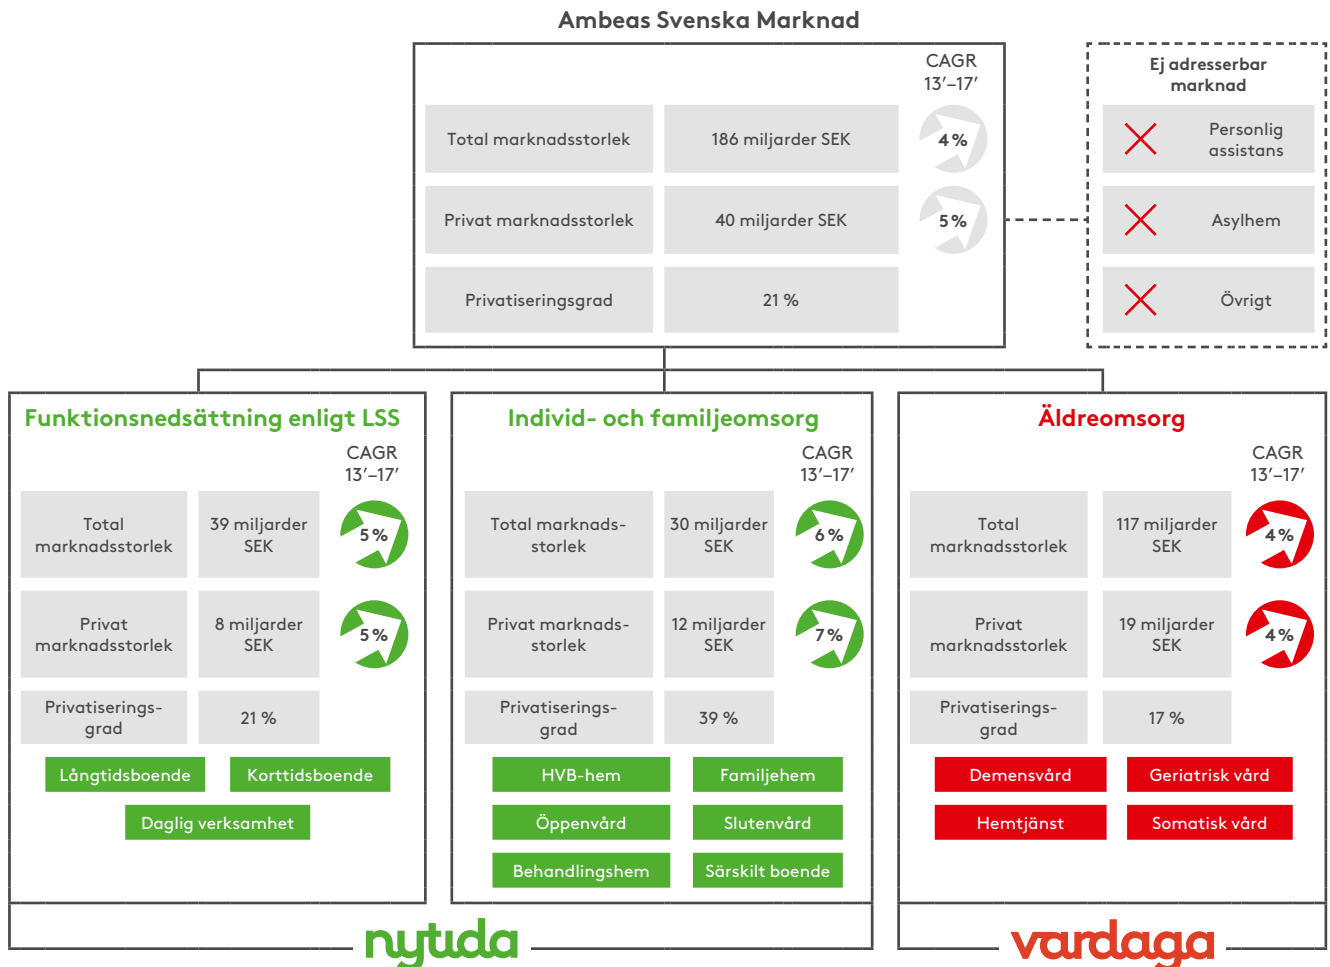 Ambeas Svenska Marknad
CAGR
13’–17’
Total marknadsstorlek
186 miljarder SEK
4 %
Privat marknadsstorlek
40 miljarder SEK
5 %
Privatiseringsgrad
21 %
Ej adresserbar
marknad
Personlig
assistans
Asylhem
Övrigt
Funktionsnedsättning enligt LSS
CAGR
13’–17’
Total
marknadsstorlek
39 miljarder
SEK
5 %
Privat
marknadsstorlek
8 miljarder
SEK
5 %
Privatiserings-
grad
21 %
Långtidsboende
Korttidsboende
Daglig verksamhet
Individ- och familjeomsorg
CAGR
13’–17’
Total marknads-
storlek
30 miljarder
SEK
6 %
Privat marknads-
storlek
12 miljarder
SEK
7 %
Privatiserings-
grad
39 %
HVB-hem
Familjehem
Öppenvård
Slutenvård
Behandlingshem
Särskilt boende
nytida
Äldreomsorg
CAGR
13’–17’
Total
marknadsstorlek
117 miljarder
SEK
4 %
Privat
marknadsstorlek
19 miljarder
SEK
4 %
Privatiserings-
grad
17 %
Demensvård
Geriatrisk vård
Hemtjänst
Somatisk vård
vardaga